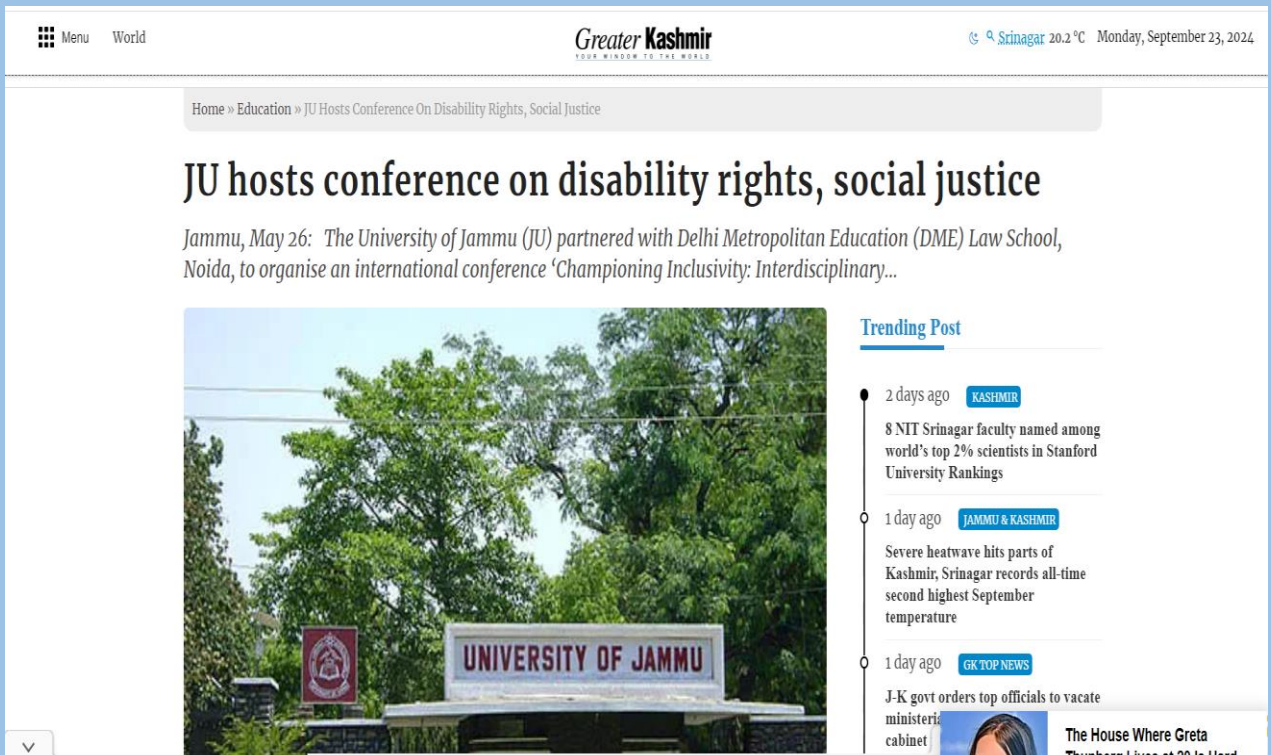 Menu World
Greater Kashmir
YOUR WINDOW TO THE WORLD
Srinagar 20.2 °C Monday, September 23, 2024
Home » Education » JU Hosts Conference On Disability Rights, Social Justice
JU hosts conference on disability rights, social justice
Jammu, May 26: The University of Jammu (JU) partnered with Delhi Metropolitan Education (DME) Law School,
Noida, to organise an international conference ‘Championing Inclusivity: Interdisciplinary...
UNIVERSITY OF JAMMU
Trending Post
2 days ago KASHMIR
8 NIT Srinagar faculty named among
world’s top 2% scientists in Stanford
University Rankings
1 day ago JAMMU & KASHMIR
Severe heatwave hits parts of
Kashmir, Srinagar records all-time
second highest September
temperature
1 day ago GK TOP NEWS
J-K govt orders top officials to vacate
cabinet
The House Where Greta